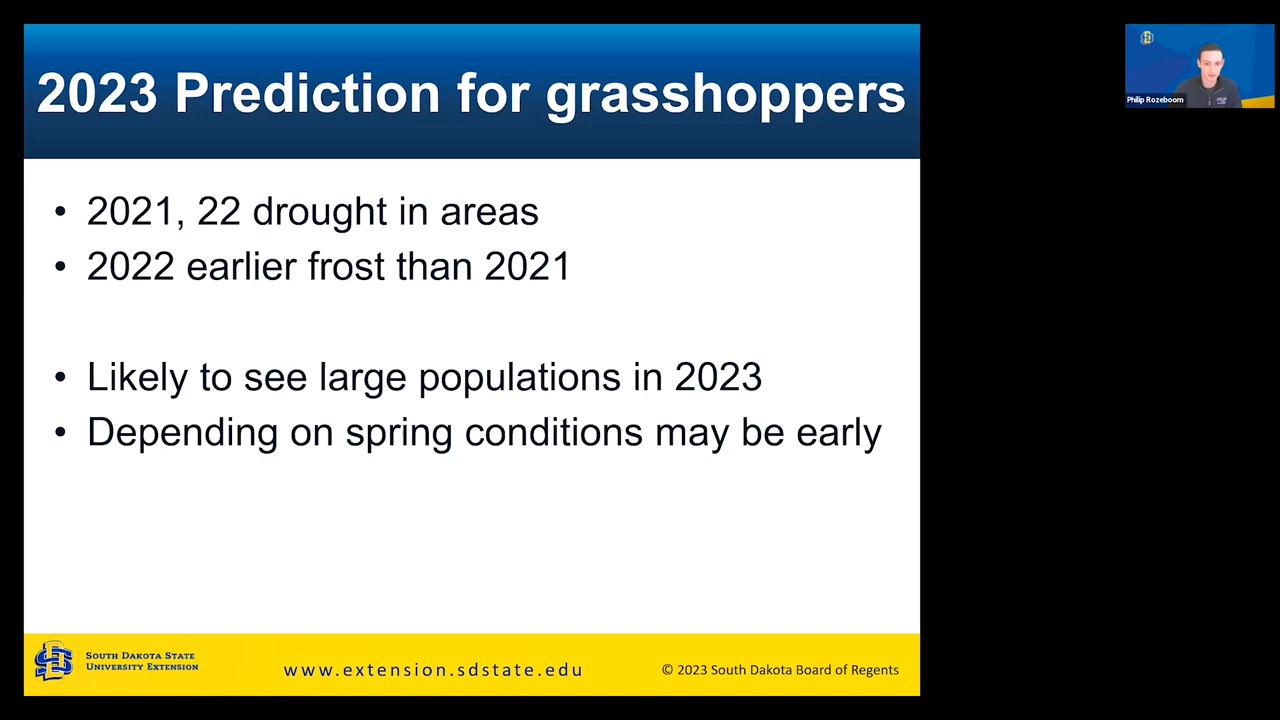 2023 Prediction for grasshoppers
• 2021, 22 drought in areas
• 2022 earlier frost than 2021
• Likely to see large populations in 2023
• Depending on spring conditions may be early
SOUTH DAKOTA STATE
UNIVERSITY EXTENSION
www.extension.sdstate.edu
© 2023 South Dakota Board of Regents
Philip Rozeboom